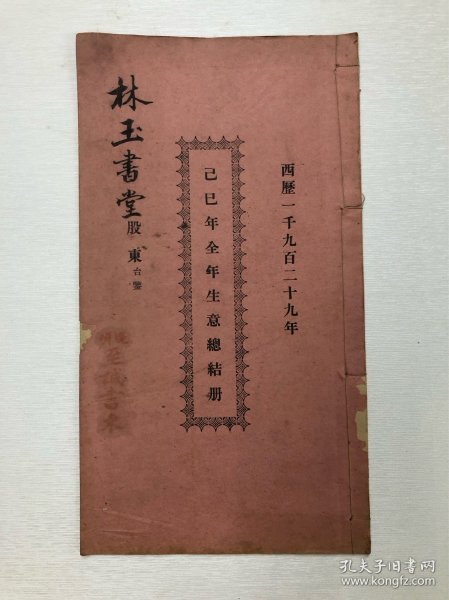 西歷一千九百二十九年
己巳年全年生意總結册
林玉書堂股東台鑒
孔夫子旧书网
www.kongfz.com